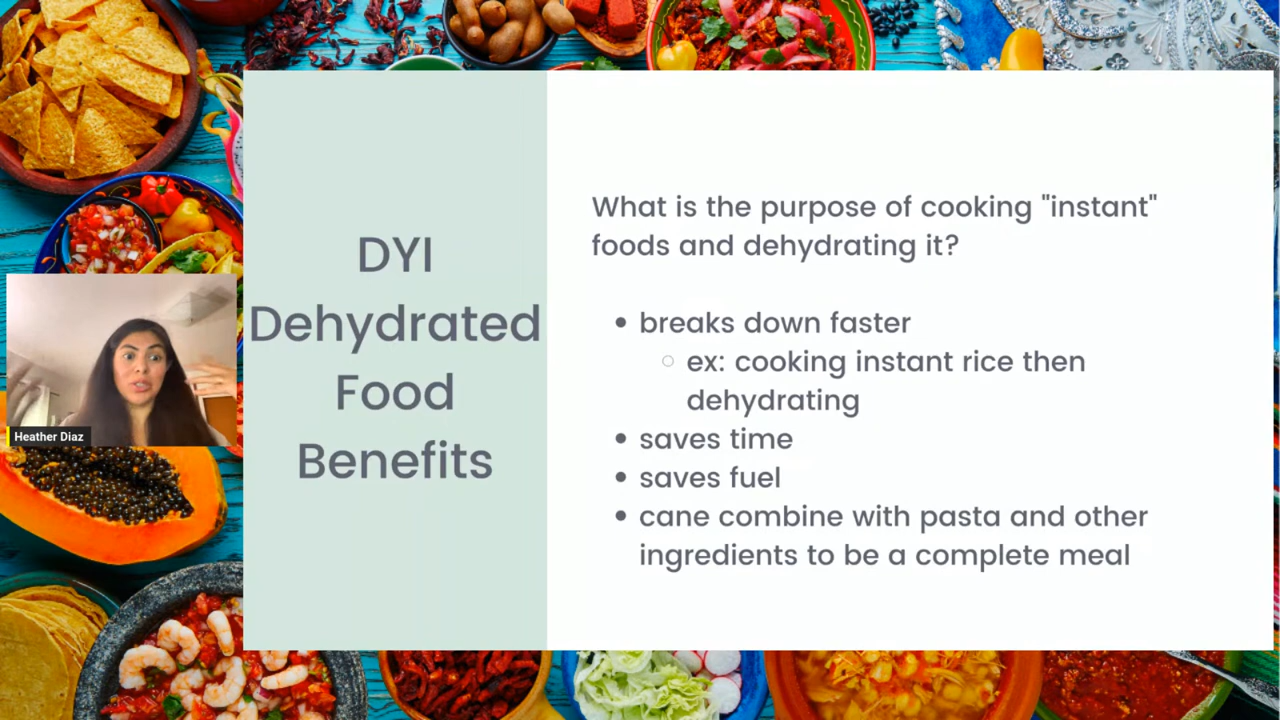 DYI
Dehydrated
Food
Benefits
What is the purpose of cooking "instant"
foods and dehydrating it?
breaks down faster
ex: cooking instant rice then
dehydrating
saves time
saves fuel
cane combine with pasta and other
ingredients to be a complete meal
Heather Diaz